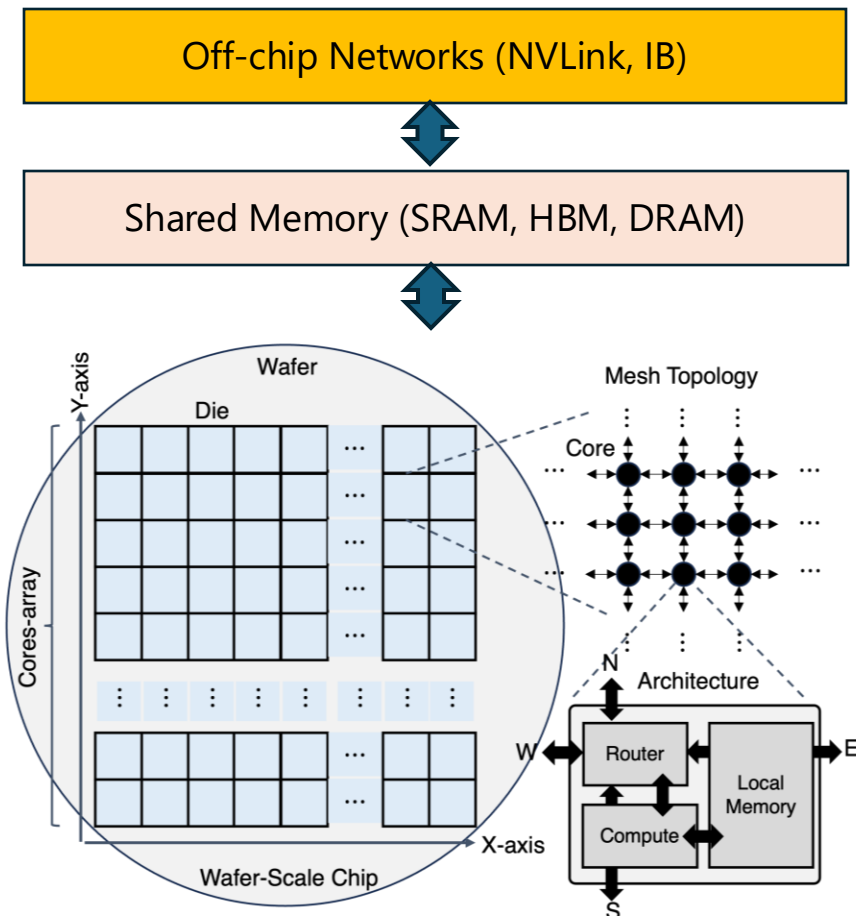 Off-chip Networks (NVLink, IB)
Shared Memory (SRAM, HBM, DRAM)
Wafer
Die
Y-axis
Cores-array
...
...
...
...
...
⋮ ⋮ ⋮ ⋮ ⋮ ⋮ ⋮ ⋮
...
...
X-axis
Wafer-Scale Chip
Mesh Topology
⋮ ⋮ ⋮
Core
... ...
... ...
... ...
⋮ ⋮ ⋮
N
Architecture
W
Router
E
Local
Memory
Compute
S